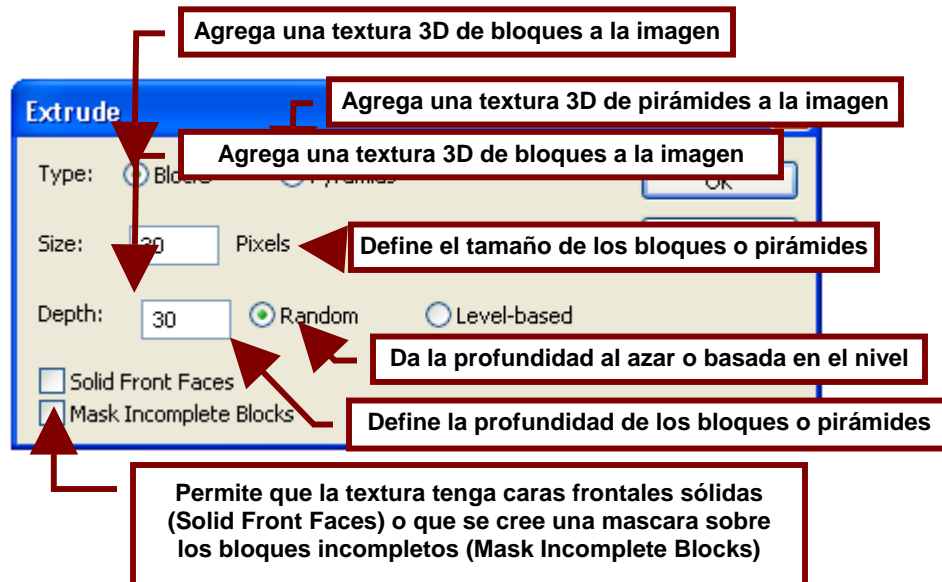 Agrega una textura 3D de bloques a la imagen
Extrude
Agrega una textura 3D de pirámides a la imagen
Agrega una textura 3D de bloques a la imagen
Type:
Size:
Pixels
Define el tamaño de los bloques o pirámides
Depth: 30 Random Level-based
Da la profundidad al azar o basada en el nivel
Solid Front Faces
Mask Incomplete Blocks
Define la profundidad de los bloques o pirámides
Permite que la textura tenga caras frontales sólidas
(Solid Front Faces) o que se cree una mascara sobre
los bloques incompletos (Mask Incomplete Blocks)